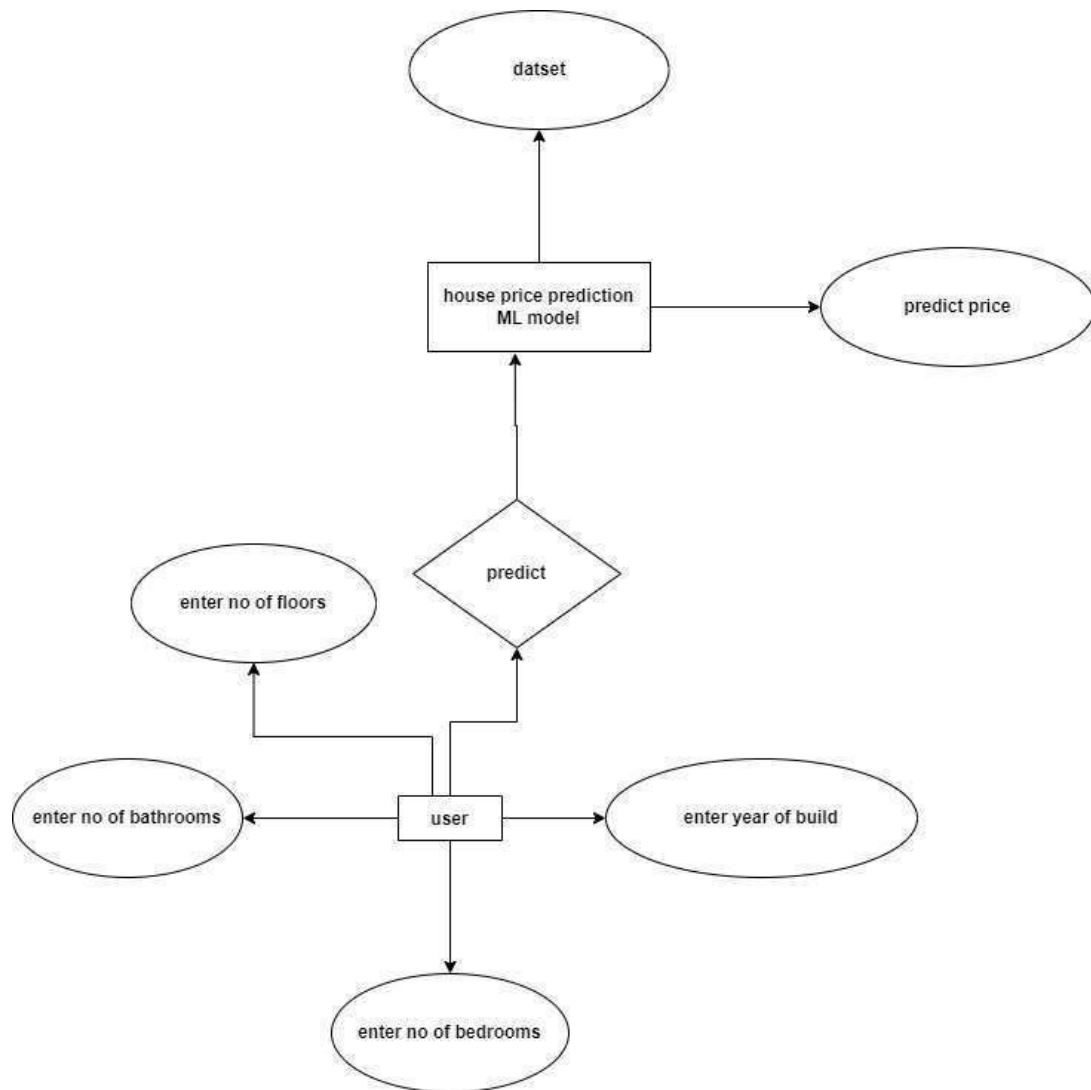 datset
house price prediction
ML model
predict price
predict
enter no of floors
enter no of bathrooms
user
enter year of build
enter no of bedrooms